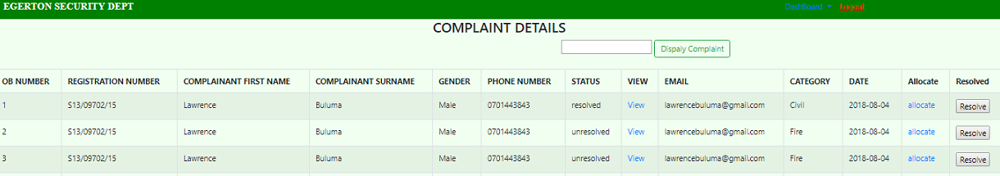 EGERTON SECURITY DEPT DashBoard Logout
COMPLAINT DETAILS
Dispaly Complaint
OB NUMBER REGISTRATION NUMBER COMPLAINANT FIRST NAME COMPLAINANT SURNAME GENDER PHONE NUMBER STATUS VIEW EMAIL CATEGORY DATE Allocate Resolved
1 S13/09702/15 Lawrence Buluma Male 0701443843 resolved View lawrencebuluma@gmail.com Civil 2018-08-04 allocate Resolve
2 S13/09702/15 Lawrence Buluma Male 0701443843 unresolved View lawrencebuluma@gmail.com Fire 2018-08-04 allocate Resolve
3 S13/09702/15 Lawrence Buluma Male 0701443843 unresolved View lawrencebuluma@gmail.com Fire 2018-08-04 allocate Resolve